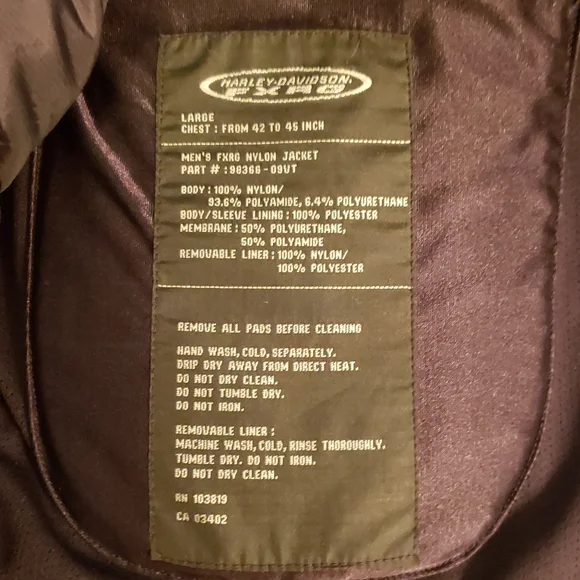 HARLEY-DAVIDSON
FXRG
LARGE
CHEST : FROM 42 TO 45 INCH
MEN'S FXRG NYLON JACKET
PART # : 98366-09VT
BODY : 100% NYLON/
93.6% POLYAMIDE, 6.4% POLYURETHANE
BODY/SLEEVE LINING : 100% POLYESTER
MEMBRANE : 50% POLYURETHANE,
50% POLYAMIDE
REMOVABLE LINER : 100% NYLON/
100% POLYESTER
REMOVE ALL PADS BEFORE CLEANING
HAND WASH, COLD, SEPARATELY.
DRIP DRY AWAY FROM DIRECT HEAT.
DO NOT DRY CLEAN.
DO NOT TUMBLE DRY.
DO NOT IRON.
REMOVABLE LINER :
MACHINE WASH, COLD, RINSE THOROUGHLY.
TUMBLE DRY. DO NOT IRON.
DO NOT DRY CLEAN.
RN 103819
CA 03402